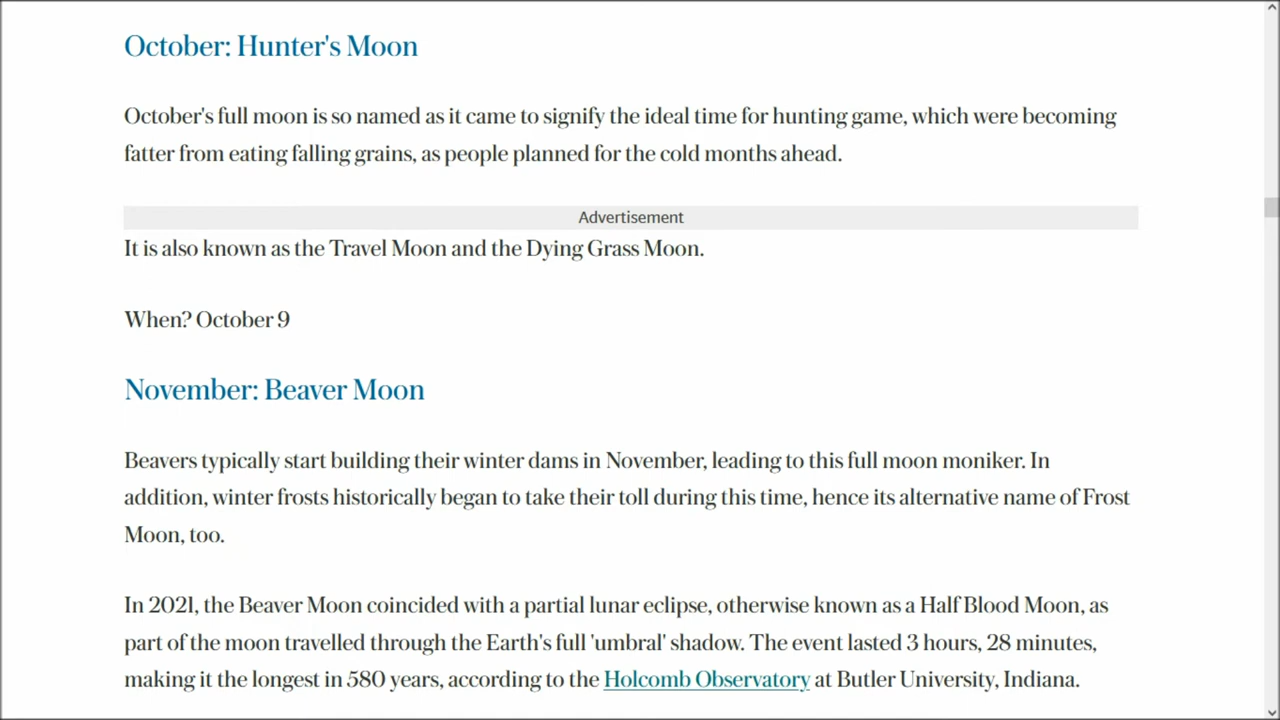 October: Hunter's Moon
October's full moon is so named as it came to signify the ideal time for hunting game, which were becoming
fatter from eating falling grains, as people planned for the cold months ahead.
Advertisement
It is also known as the Travel Moon and the Dying Grass Moon.
When? October 9
November: Beaver Moon
Beavers typically start building their winter dams in November, leading to this full moon moniker. In
addition, winter frosts historically began to take their toll during this time, hence its alternative name of Frost
Moon, too.
In 2021, the Beaver Moon coincided with a partial lunar eclipse, otherwise known as a Half Blood Moon, as
part of the moon travelled through the Earth's full 'umbral' shadow. The event lasted 3 hours, 28 minutes,
making it the longest in 580 years, according to the Holcomb Observatory at Butler University, Indiana.